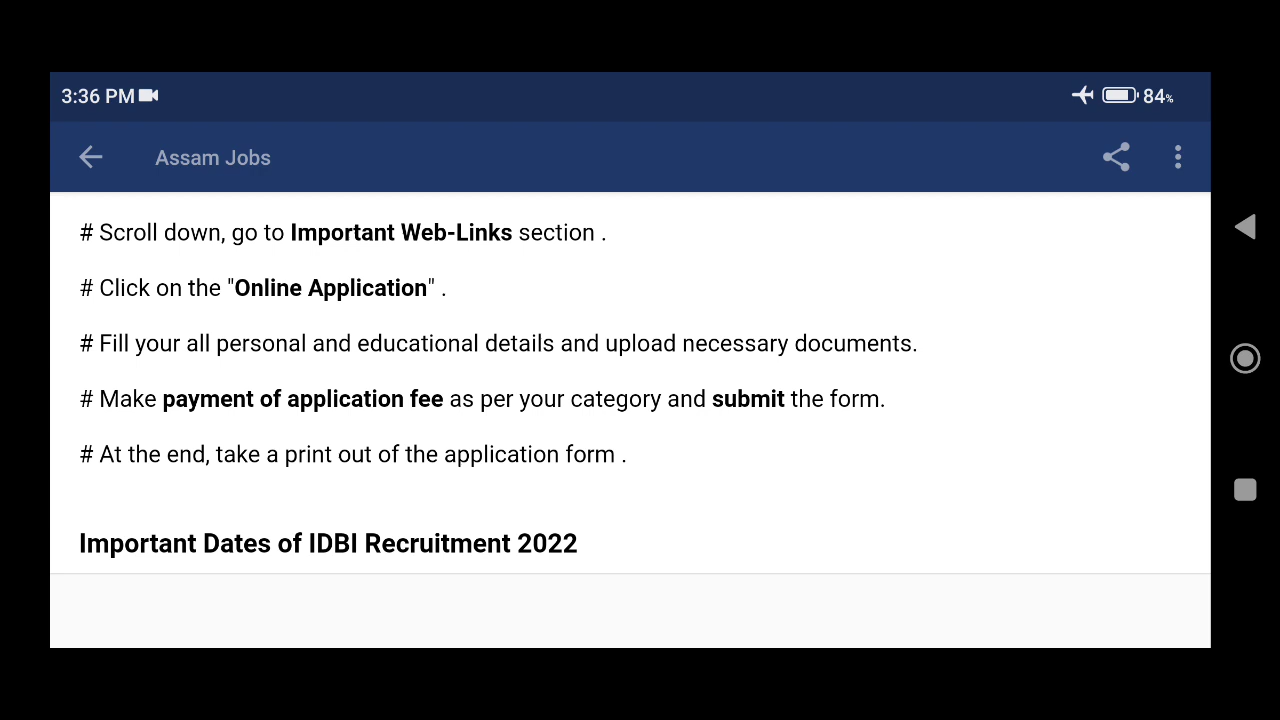 3:36 PM
84%
Assam Jobs
# Scroll down, go to Important Web-Links section .
# Click on the "Online Application" .
# Fill your all personal and educational details and upload necessary documents.
# Make payment of application fee as per your category and submit the form.
# At the end, take a print out of the application form .
Important Dates of IDBI Recruitment 2022